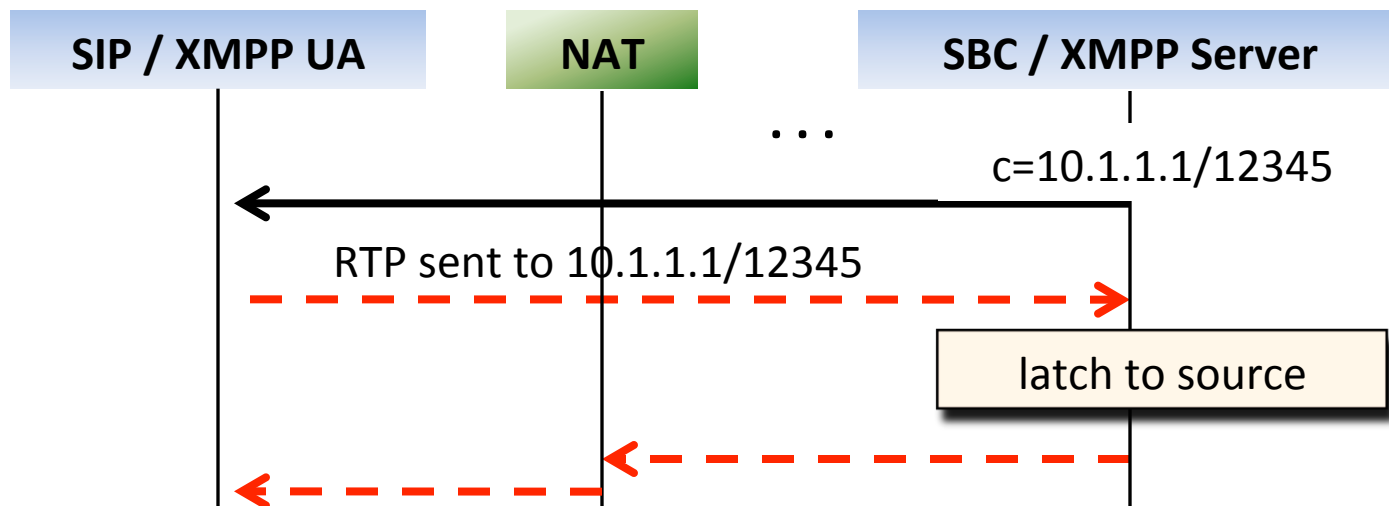 SIP / XMPP UA
NAT
SBC / XMPP Server
. . .
c=10.1.1.1/12345
RTP sent to 10.1.1.1/12345
latch to source